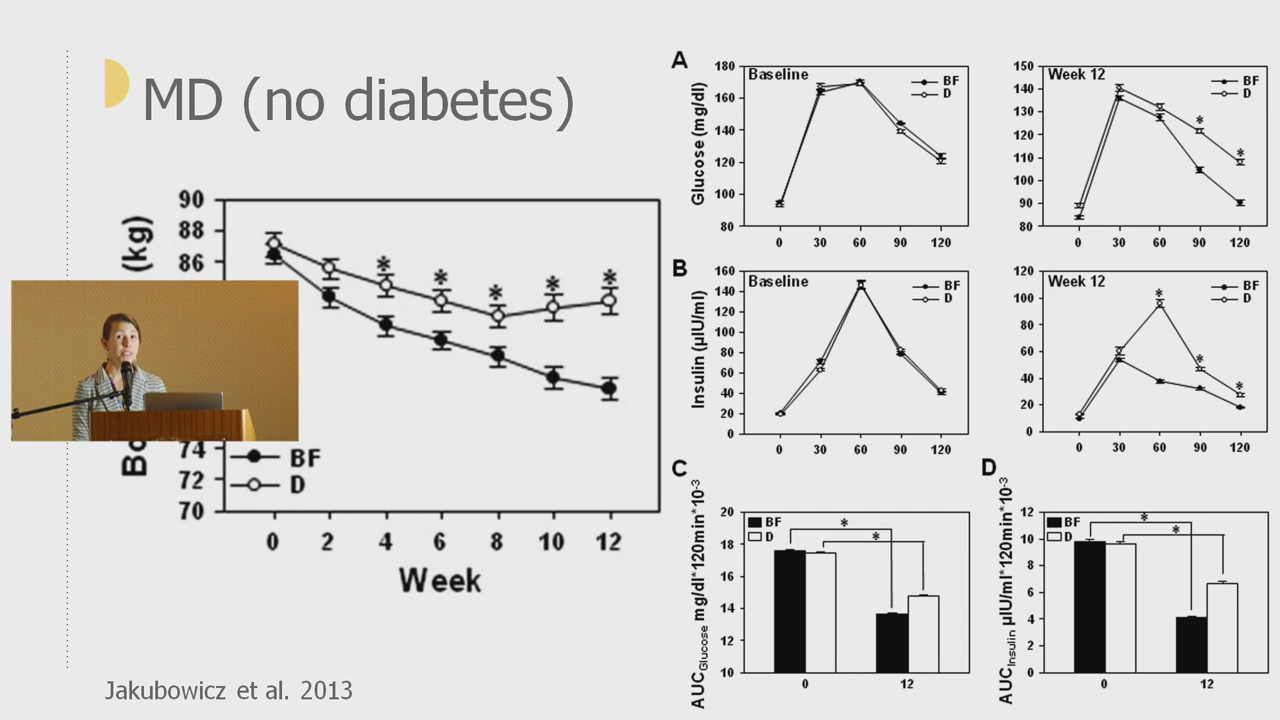 MD (no diabetes)
90
88
86
74
72
70
(kg)
Bo
* * * * *
BF
D
0 2 4 6 8 10 12
Week
Jakubowicz et al. 2013
A
Glucose (mg/dl)
Baseline
BF
D
180
160
140
120
100
80
0 30 60 90 120
Week 12
BF
D
150
140
130
120
110
100
90
80
* *
0 30 60 90 120
B
Insulin (µIU/ml)
Baseline
BF
D
160
140
120
100
80
60
40
20
0
0 30 60 90 120
Week 12
BF
D
120
100
80
60
40
20
0
* * *
0 30 60 90 120
C
AUCGlucose mg/dl*120min*10-3
BF
D
* *
20
18
16
14
12
10
0 12
D
AUCInsulin µIU/ml*120min*10-3
BF
D
* *
12
10
8
6
4
2
0
0 12